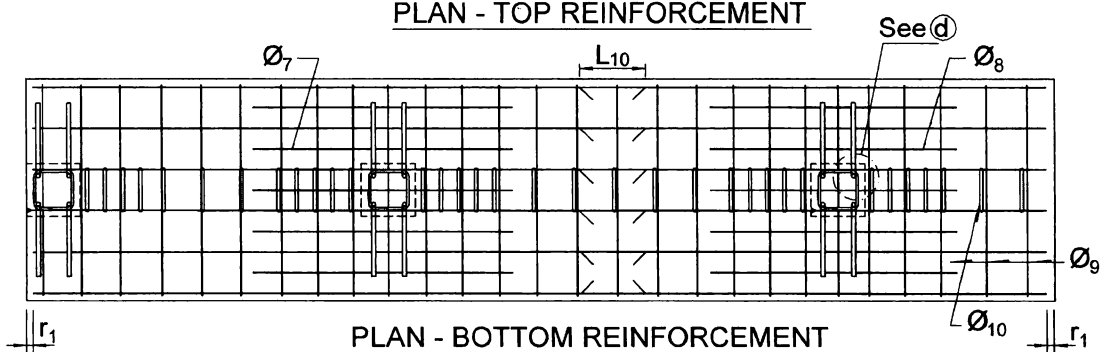 PLAN - TOP REINFORCEMENT
See ⓓ
Ø7 L10 Ø8
Ø9
Ø10
r1 PLAN - BOTTOM REINFORCEMENT r1